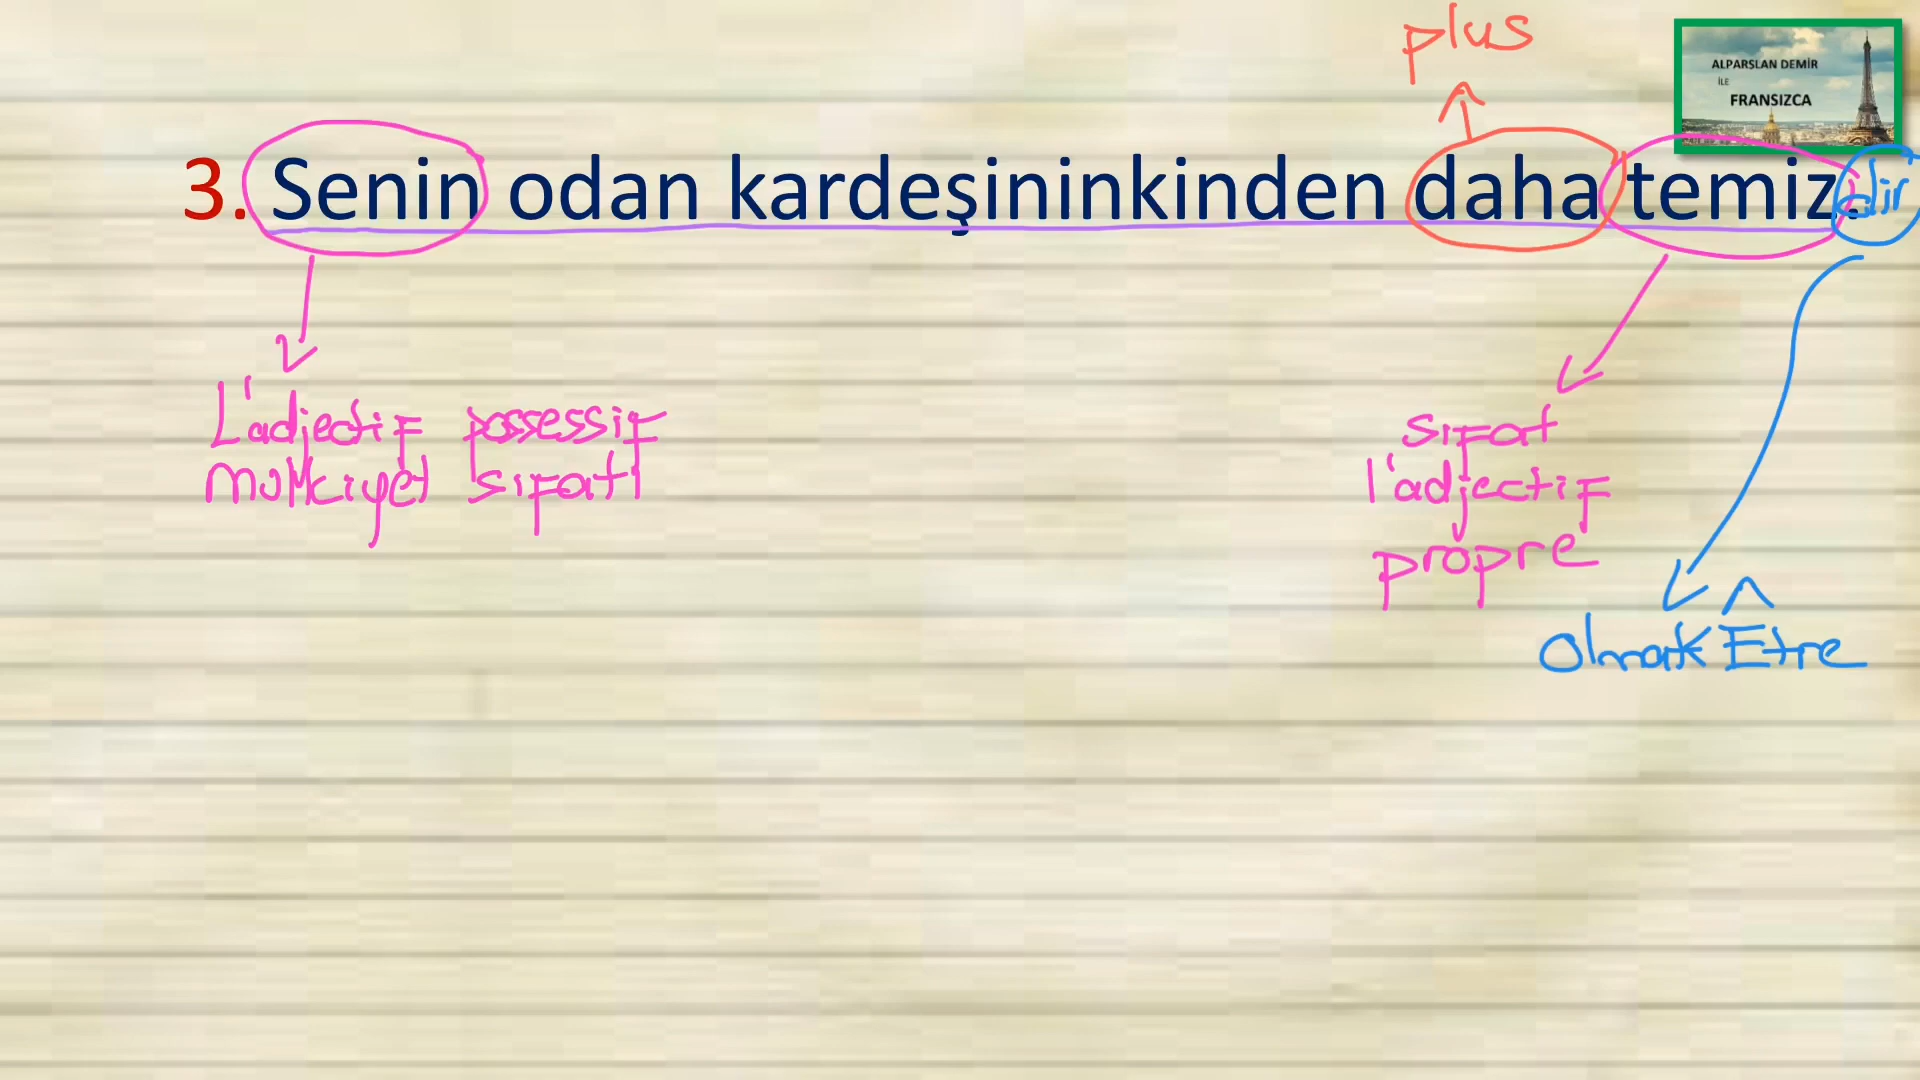 plus
ALPARSLAN DEMİR
İLE
FRANSIZCA
3. Senin odan kardeşininkinden daha temiz.dir
L'adjectif possessif
mülkiyet sıfatı
sıfat
l'adjectif
propre
olmak Être